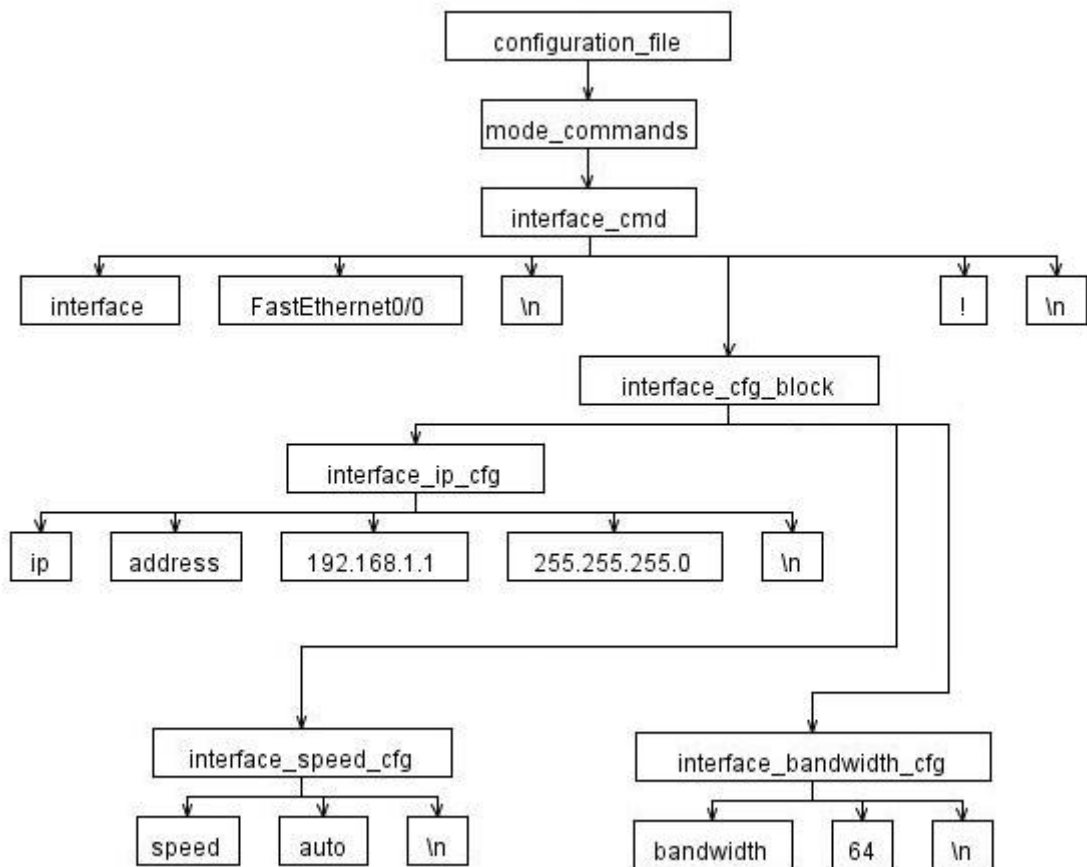 configuration_file
mode_commands
interface_cmd
interface FastEthernet0/0 \n ! \n
interface_cfg_block
interface_ip_cfg
ip address 192.168.1.1 255.255.255.0 \n
interface_speed_cfg interface_bandwidth_cfg
speed auto \n bandwidth 64 \n